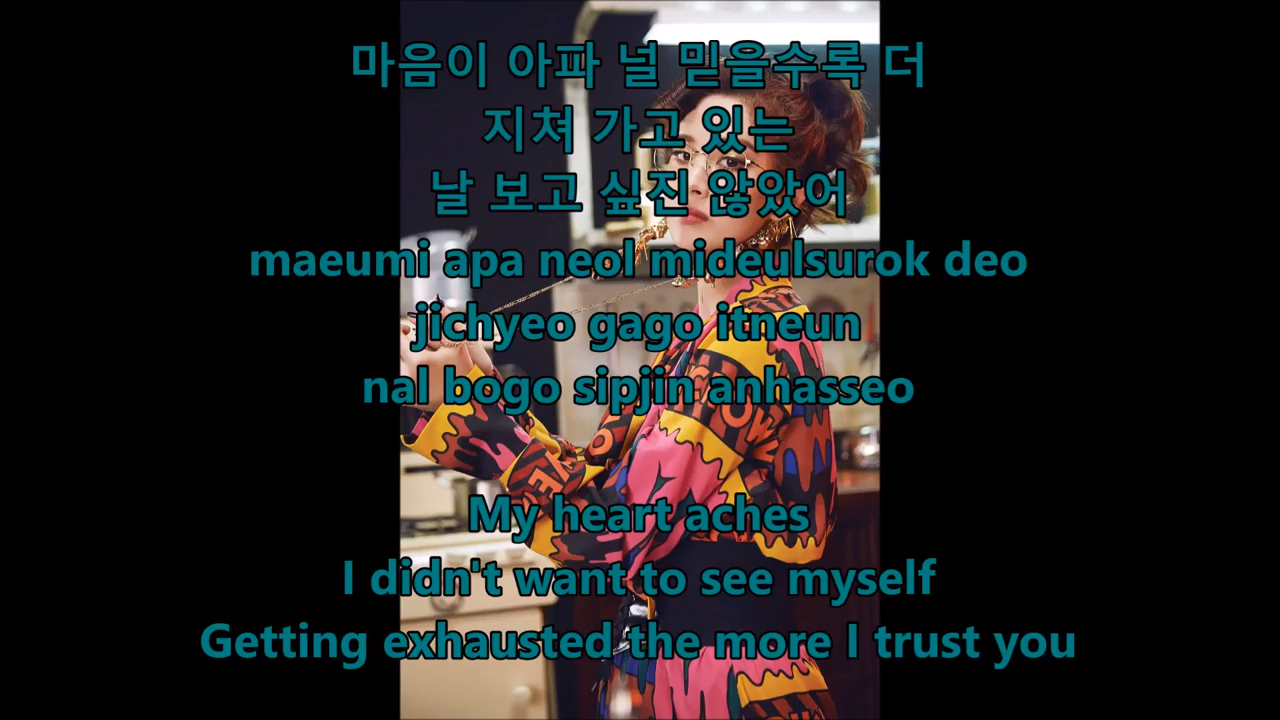 마음이 아파 널 믿을수록 더
지쳐 가고 있는
날 보고 싶진 않았어
maeumi apa neol mideulsurok deo
jichyeo gago itneun
nal bogo sipjin anhasseo
My heart aches
I didn't want to see myself
Getting exhausted the more I trust you